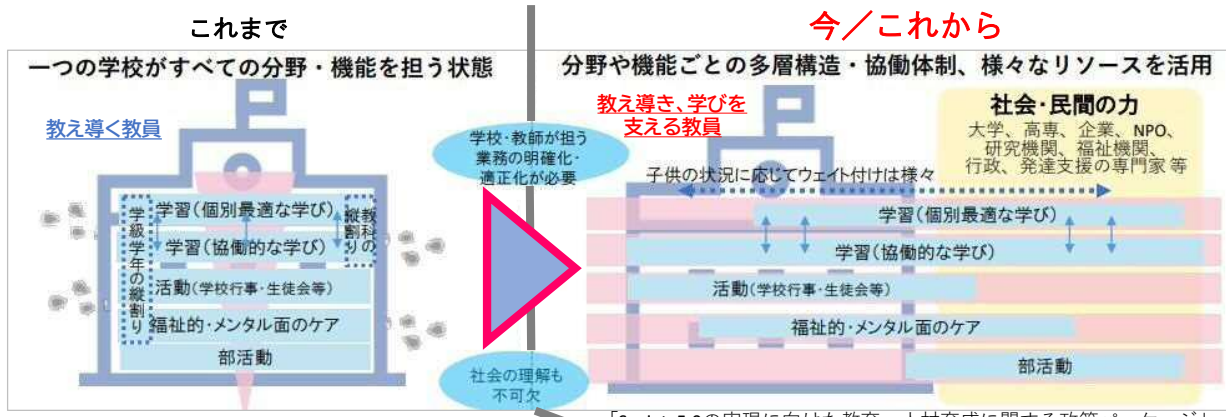 これまで
今／これから
一つの学校がすべての分野・機能を担う状態
教え導く教員
学習(個別最適な学び)
学習(協働的な学び)
活動(学校行事・生徒会等)
福祉的・メンタル面のケア
部活動
学級学年の縦割り
教科の
縦割り
学校・教師が担う
業務の明確化・
適正化が必要
社会の理解も
不可欠
分野や機能ごとの多層構造・協働体制、様々なリソースを活用
教え導き、学びを
支える教員
社会・民間の力
大学、高専、企業、NPO、
研究機関、福祉機関、
行政、発達支援の専門家 等
子供の状況に応じてウェイト付けは様々
学習(個別最適な学び)
学習(協働的な学び)
活動(学校行事・生徒会等)
福祉的・メンタル面のケア
部活動